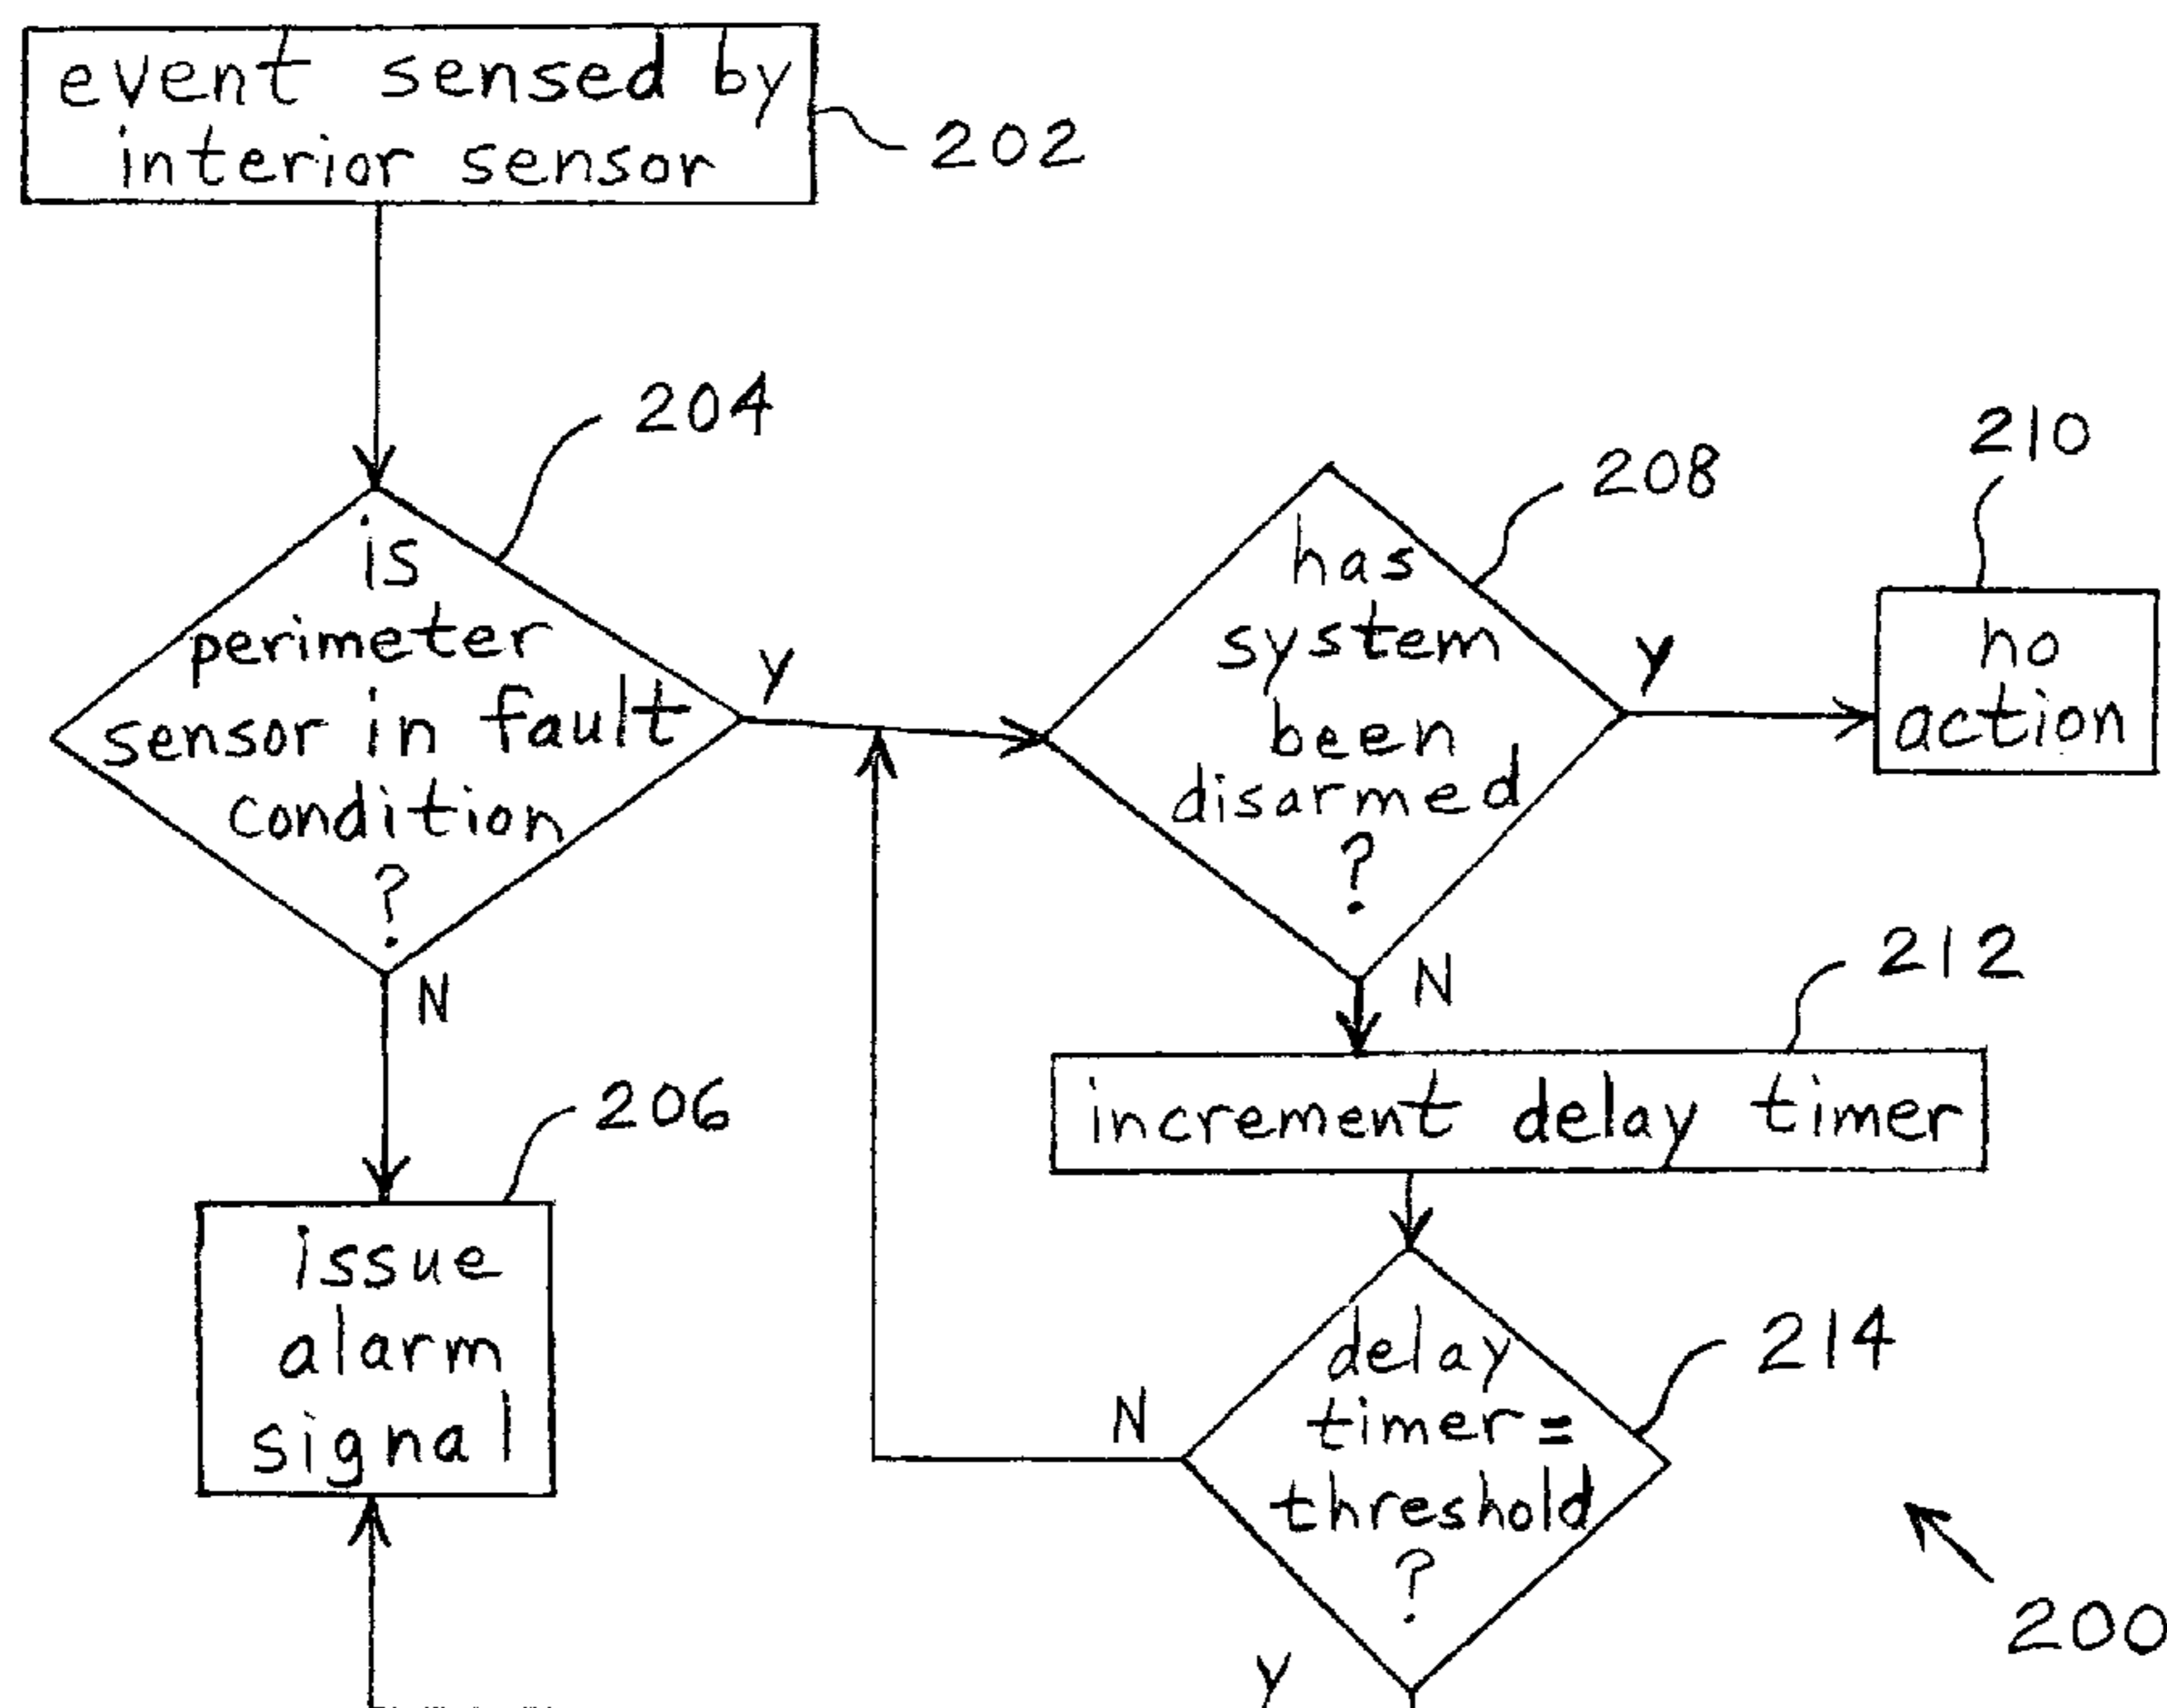 event sensed by
interior sensor
202
204
is
perimeter
sensor in fault
condition
?
Y
N
206
issue
alarm
signal
208
has
system
been
disarmed
?
Y
N
210
no
action
212
increment delay timer
214
delay
timer =
threshold
?
N
Y
200